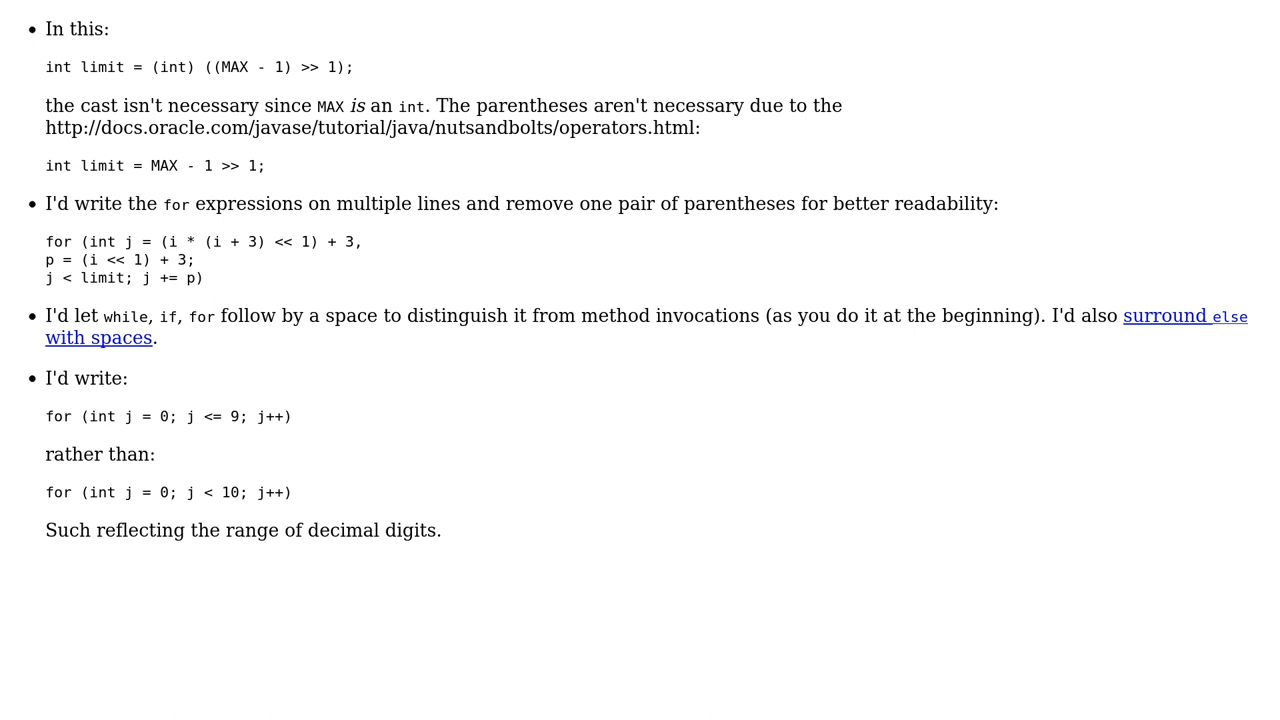 In this:
int limit = (int) ((MAX - 1) >> 1);
the cast isn't necessary since MAX is an int. The parentheses aren't necessary due to the
http://docs.oracle.com/javase/tutorial/java/nutsandbolts/operators.html:
int limit = MAX - 1 >> 1;
I'd write the for expressions on multiple lines and remove one pair of parentheses for better readability:
for (int j = (i * (i + 3) << 1) + 3,
p = (i << 1) + 3;
j < limit; j += p)
I'd let while, if, for follow by a space to distinguish it from method invocations (as you do it at the beginning). I'd also surround else
with spaces.
I'd write:
for (int j = 0; j <= 9; j++)
rather than:
for (int j = 0; j < 10; j++)
Such reflecting the range of decimal digits.